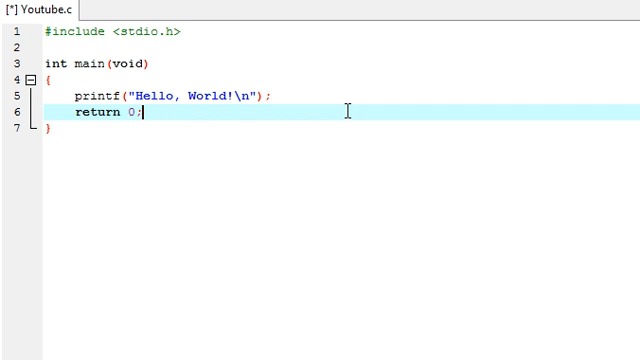 [*] Youtube.c
1 #include <stdio.h>
2
3 int main(void)
4 {
5 printf("Hello, World!\n");
6 return 0;
7 }